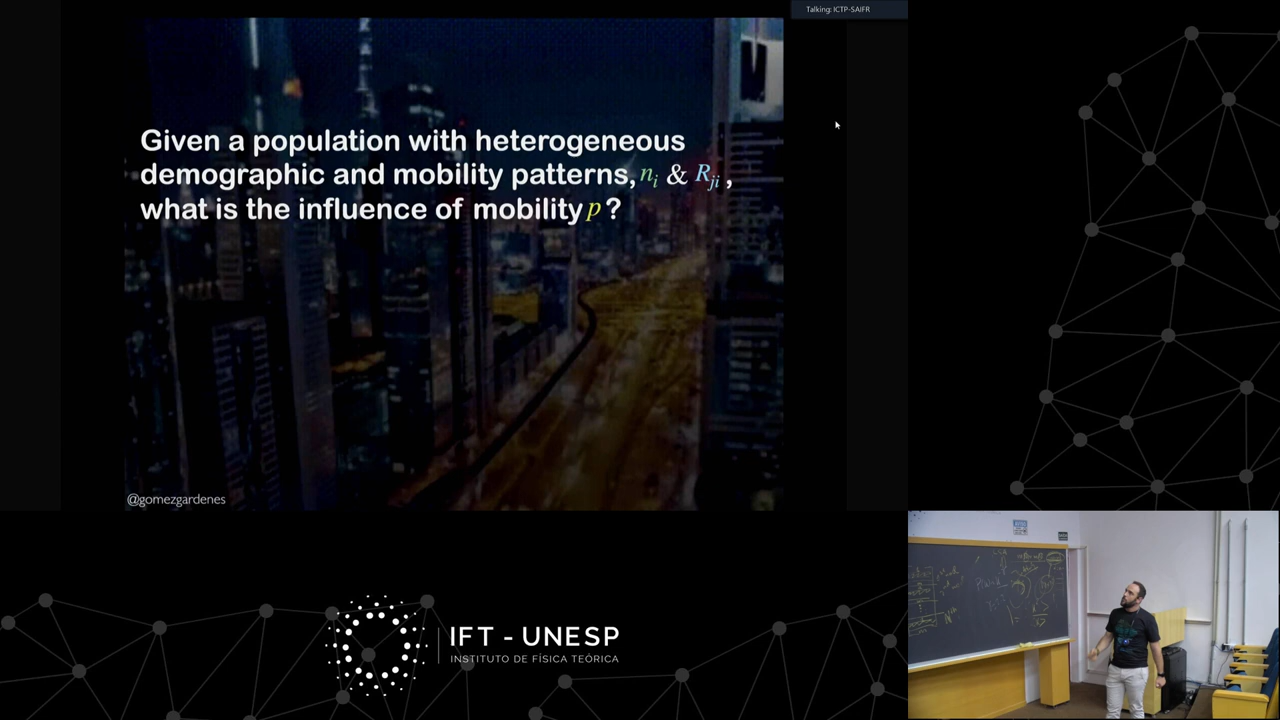 Talking: ICTP-SAIFR
Given a population with heterogeneous
demographic and mobility patterns, nᵢ & Rⱼᵢ ,
what is the influence of mobility p ?
@gomezgardenes
IFT - UNESP
INSTITUTO DE FÍSICA TEÓRICA